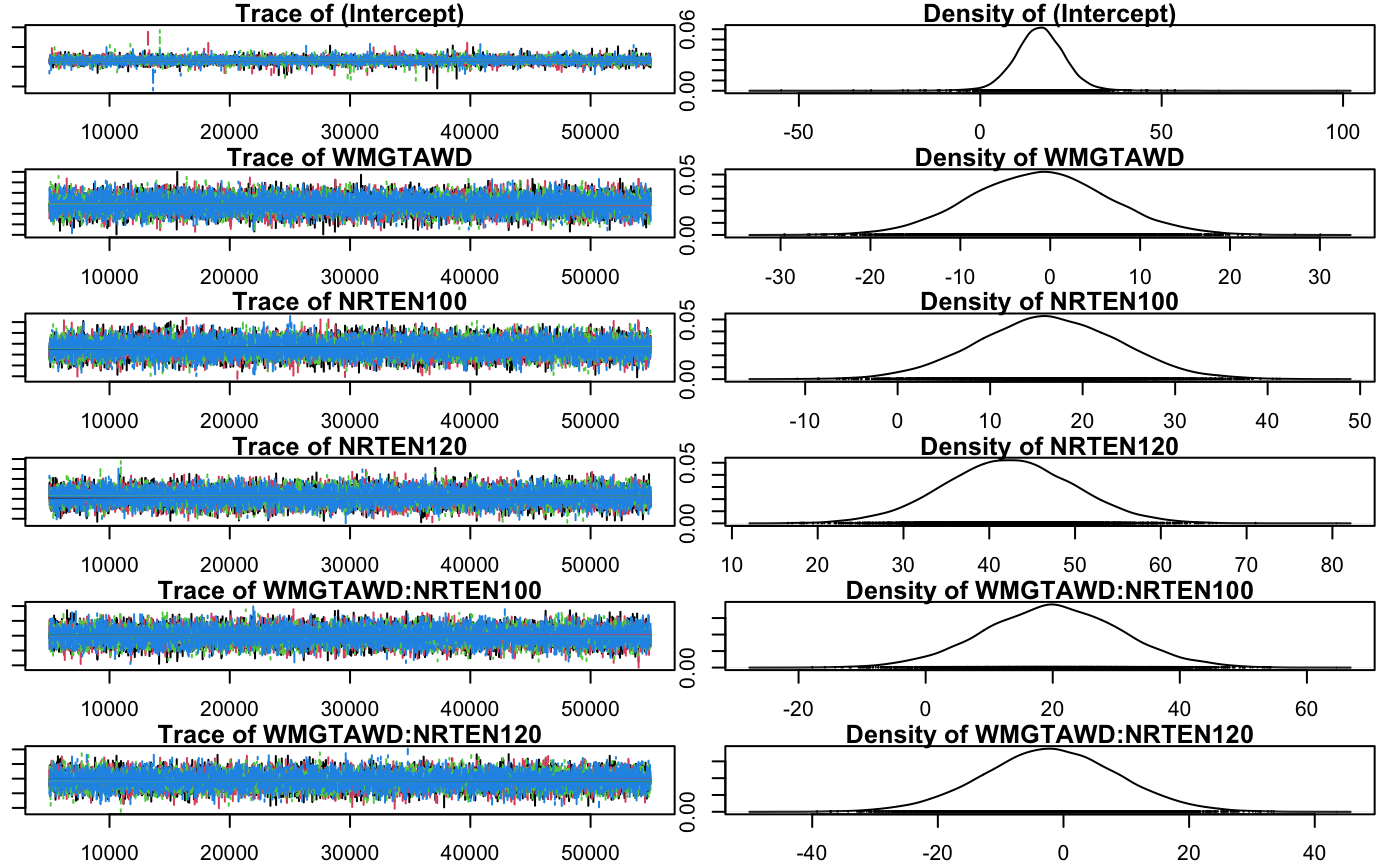 Trace of (Intercept)
10000 20000 30000 40000 50000
Density of (Intercept)
0.00 0.06
-50 0 50 100
Trace of WMGTAWD
10000 20000 30000 40000 50000
Density of WMGTAWD
0.00 0.05
-30 -20 -10 0 10 20 30
Trace of NRTEN100
10000 20000 30000 40000 50000
Density of NRTEN100
0.00 0.05
-10 0 10 20 30 40 50
Trace of NRTEN120
10000 20000 30000 40000 50000
Density of NRTEN120
0.00 0.05
10 20 30 40 50 60 70 80
Trace of WMGTAWD:NRTEN100
10000 20000 30000 40000 50000
Density of WMGTAWD:NRTEN100
0.00
-20 0 20 40 60
Trace of WMGTAWD:NRTEN120
10000 20000 30000 40000 50000
Density of WMGTAWD:NRTEN120
0.00
-40 -20 0 20 40